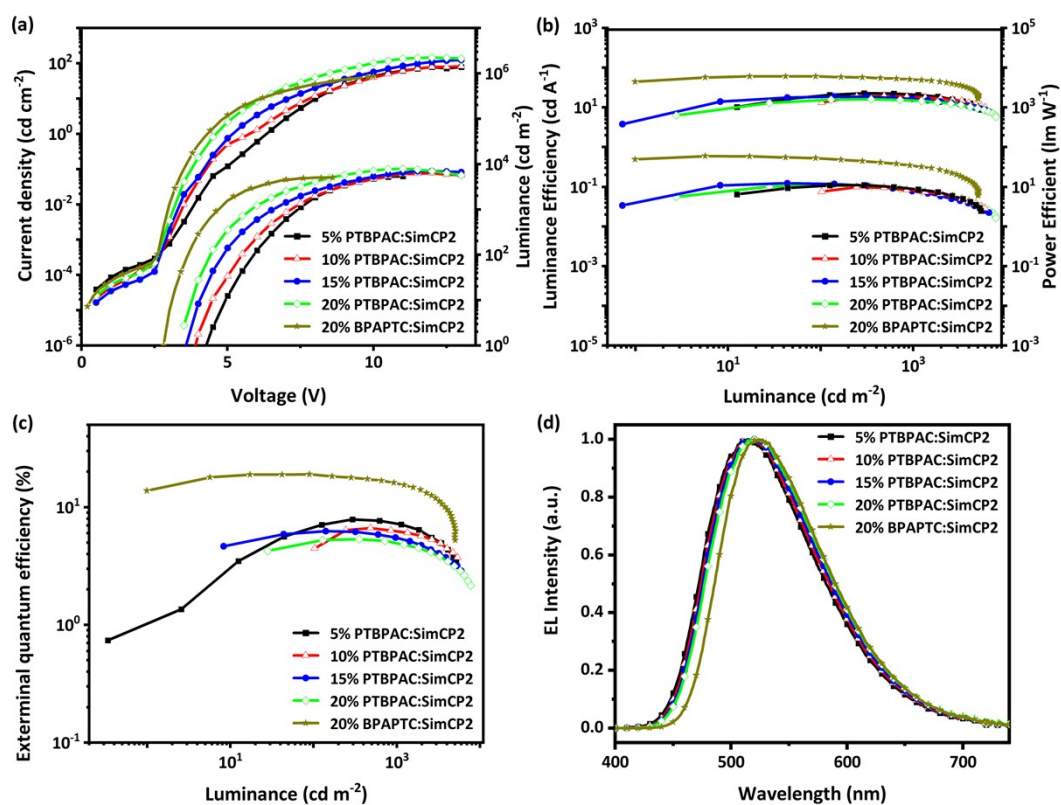 (a)
Current density (cd cm-2)
10²
10⁰
10⁻²
10⁻⁴
10⁻⁶
0
5
10
Voltage (V)
10⁶
10⁴
10²
10⁰
Luminance (cd m-2)
5% PTBPAC:SimCP2
10% PTBPAC:SimCP2
15% PTBPAC:SimCP2
20% PTBPAC:SimCP2
20% BPAPTC:SimCP2
(b)
Luminance Efficiency (cd A-1)
10³
10¹
10⁻¹
10⁻³
10⁻⁵
10¹
10³
Luminance (cd m-2)
10⁵
10³
10¹
10⁻¹
10⁻³
Power Efficient (lm W-1)
5% PTBPAC:SimCP2
10% PTBPAC:SimCP2
15% PTBPAC:SimCP2
20% PTBPAC:SimCP2
20% BPAPTC:SimCP2
(c)
Exterminal quantum efficiency (%)
10¹
10⁰
10⁻¹
10¹
10³
Luminance (cd m-2)
5% PTBPAC:SimCP2
10% PTBPAC:SimCP2
15% PTBPAC:SimCP2
20% PTBPAC:SimCP2
20% BPAPTC:SimCP2
(d)
EL Intensity (a.u.)
1.0
0.8
0.6
0.4
0.2
0.0
400
500
600
700
Wavelength (nm)
5% PTBPAC:SimCP2
10% PTBPAC:SimCP2
15% PTBPAC:SimCP2
20% PTBPAC:SimCP2
20% BPAPTC:SimCP2